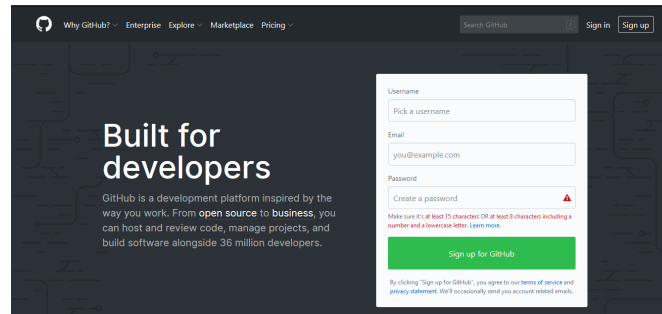 Why GitHub? Enterprise Explore Marketplace Pricing Search GitHub / Sign in Sign up
Built for
developers
GitHub is a development platform inspired by the
way you work. From open source to business, you
can host and review code, manage projects, and
build software alongside 36 million developers.
Username
Pick a username
Email
you@example.com
Password
Create a password
Make sure it's at least 15 characters OR at least 8 characters including a
number and a lowercase letter. Learn more.
Sign up for GitHub
By clicking "Sign up for GitHub", you agree to our terms of service and
privacy statement. We'll occasionally send you account related emails.